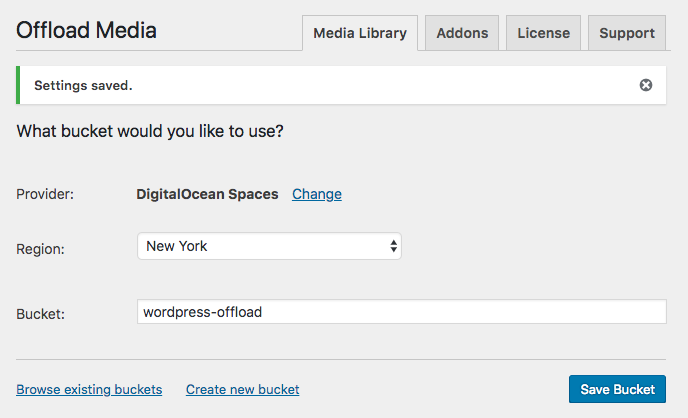 Offload Media
Media Library
Addons
License
Support
Settings saved.
What bucket would you like to use?
Provider: DigitalOcean Spaces Change
Region: New York
Bucket: wordpress-offload
Browse existing buckets Create new bucket Save Bucket